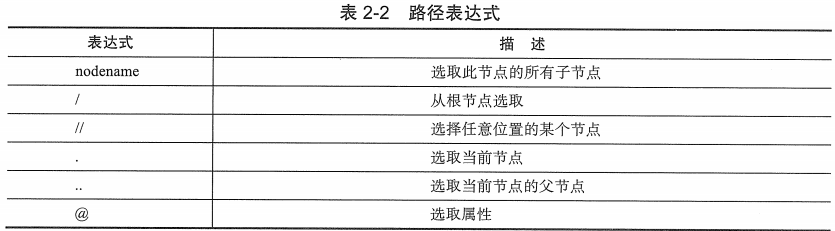 表 2-2 路径表达式
表达式 描 述
nodename 选取此节点的所有子节点
/ 从根节点选取
// 选择任意位置的某个节点
. 选取当前节点
.. 选取当前节点的父节点
@ 选取属性